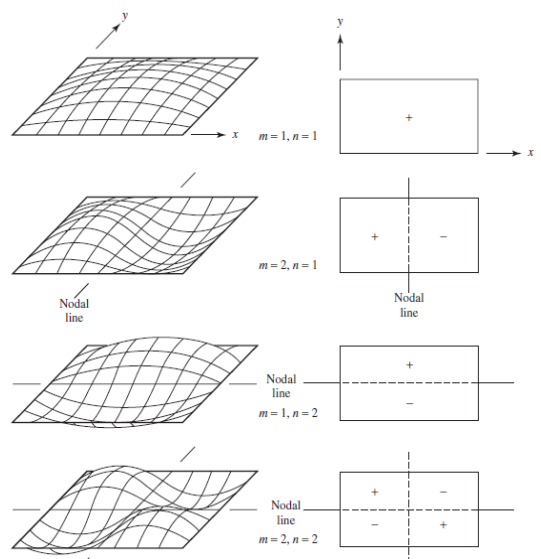 y
y
x
m = 1, n = 1
+
x
m = 2, n = 1
+ −
Nodal
line
Nodal
line
Nodal
line
m = 1, n = 2
+
−
Nodal
line
m = 2, n = 2
+ −
− +